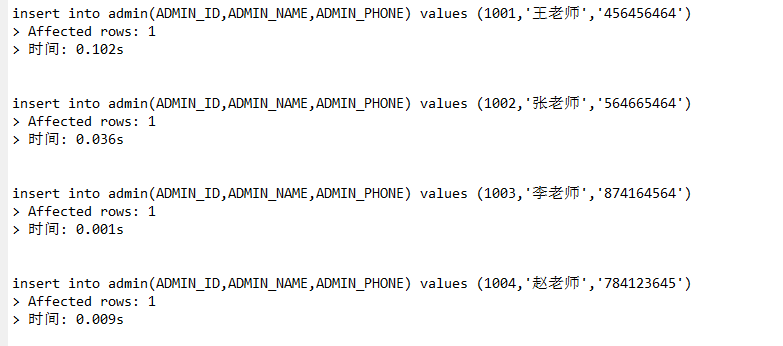 insert into admin(ADMIN_ID,ADMIN_NAME,ADMIN_PHONE) values (1001,'王老师','456456464')
> Affected rows: 1
> 时间: 0.102s
insert into admin(ADMIN_ID,ADMIN_NAME,ADMIN_PHONE) values (1002,'张老师','564665464')
> Affected rows: 1
> 时间: 0.036s
insert into admin(ADMIN_ID,ADMIN_NAME,ADMIN_PHONE) values (1003,'李老师','874164564')
> Affected rows: 1
> 时间: 0.001s
insert into admin(ADMIN_ID,ADMIN_NAME,ADMIN_PHONE) values (1004,'赵老师','784123645')
> Affected rows: 1
> 时间: 0.009s